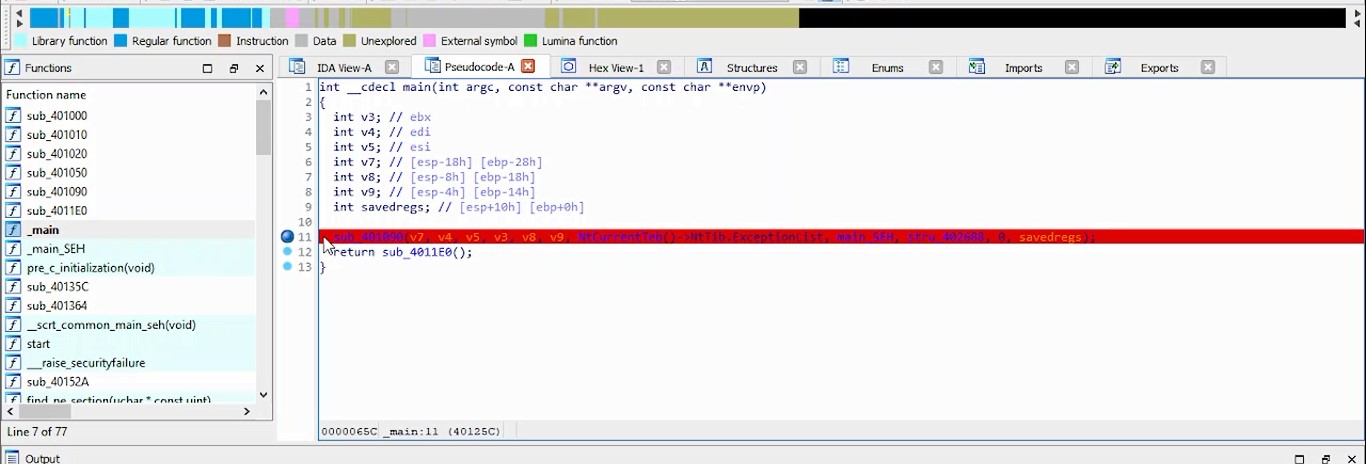 Library function Regular function Instruction Data Unexplored External symbol Lumina function
Functions
IDA View-A Pseudocode-A Hex View-1 Structures Enums Imports Exports
Function name
sub_401000
sub_401010
sub_401020
sub_401050
sub_401090
sub_4011E0
_main
_main_SEH
pre_c_initialization(void)
sub_40135C
sub_401364
__scrt_common_main_seh(void)
start
___raise_securityfailure
sub_40152A
find_pe_section(uchar * const,uint)
Line 7 of 77
1 int __cdecl main(int argc, const char **argv, const char **envp)
2 {
3 int v3; // ebx
4 int v4; // edi
5 int v5; // esi
6 int v7; // [esp-18h] [ebp-28h]
7 int v8; // [esp-8h] [ebp-18h]
8 int v9; // [esp-4h] [ebp-14h]
9 int savedregs; // [esp+10h] [ebp+0h]
10
11 sub_401090(v7, v4, v5, v3, v8, v9, NtCurrentTeb()->NtTib.ExceptionList, main_SEH, stru_402688, 0, savedregs);
12 return sub_4011E0();
13 }
0000065C _main:11 (40125C)
Output